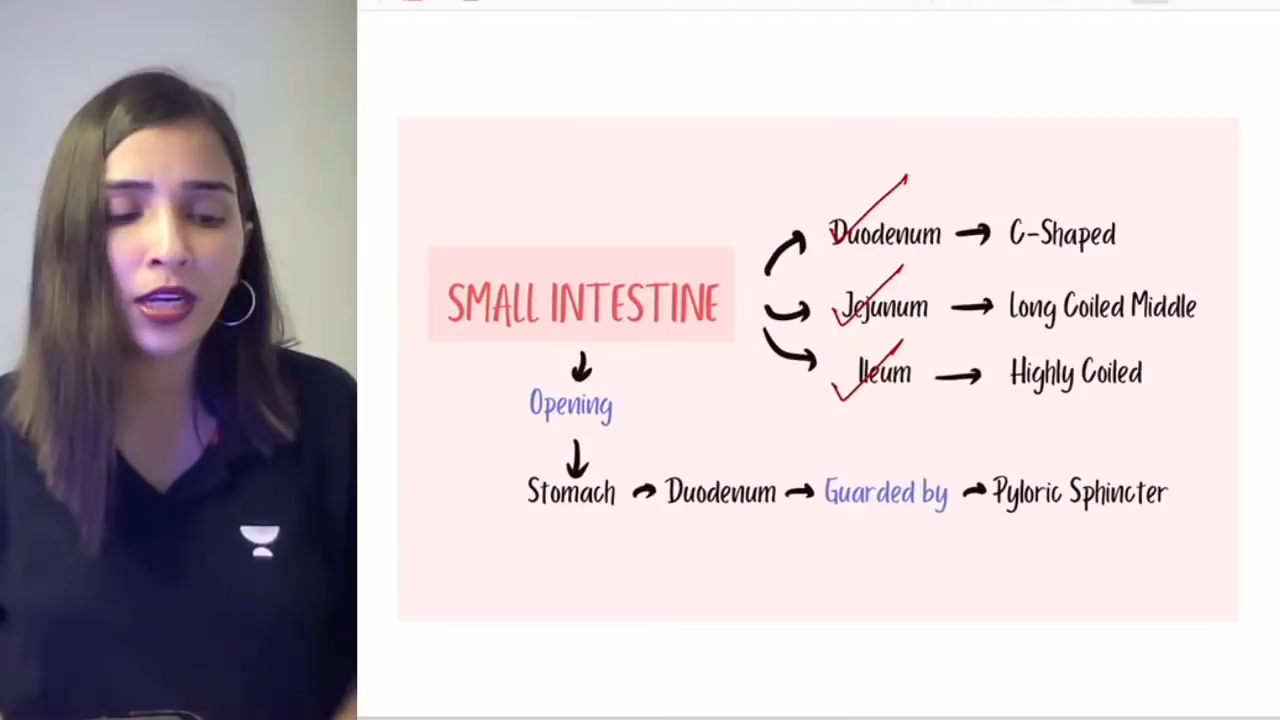 SMALL INTESTINE
Duodenum → C-Shaped
Jejunum → Long Coiled Middle
Ileum → Highly Coiled
Opening
Stomach → Duodenum → Guarded by → Pyloric Sphincter